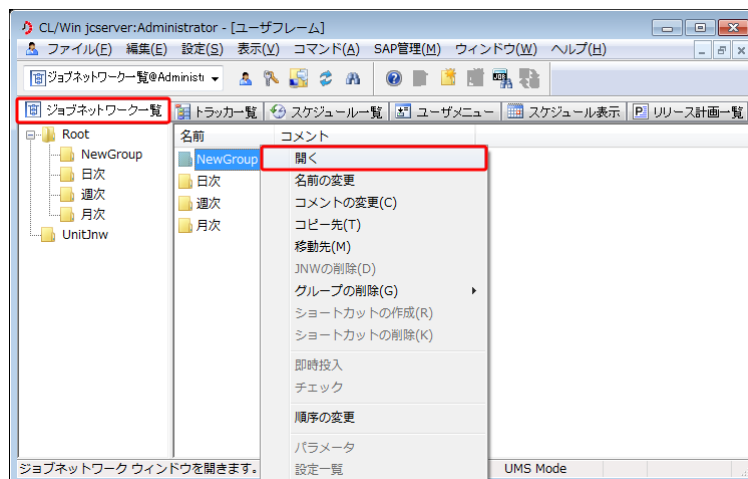 CL/Win jcserver:Administrator - [ユーザフレーム]
ファイル(F) 編集(E) 設定(S) 表示(V) コマンド(A) SAP管理(M) ウィンドウ(W) ヘルプ(H)
ジョブネットワーク一覧@Administr
ジョブネットワーク一覧 トラッカ一覧 スケジュール一覧 ユーザメニュー スケジュール表示 リリース計画一覧
Root
NewGroup
日次
週次
月次
UnitJnw
名前 コメント
NewGroup
日次
週次
月次
開く
名前の変更
コメントの変更(C)
コピー先(T)
移動先(M)
JNWの削除(D)
グループの削除(G)
ショートカットの作成(R)
ショートカットの削除(K)
即時投入
チェック
順序の変更
パラメータ
設定一覧
ジョブネットワーク ウィンドウを開きます。 UMS Mode